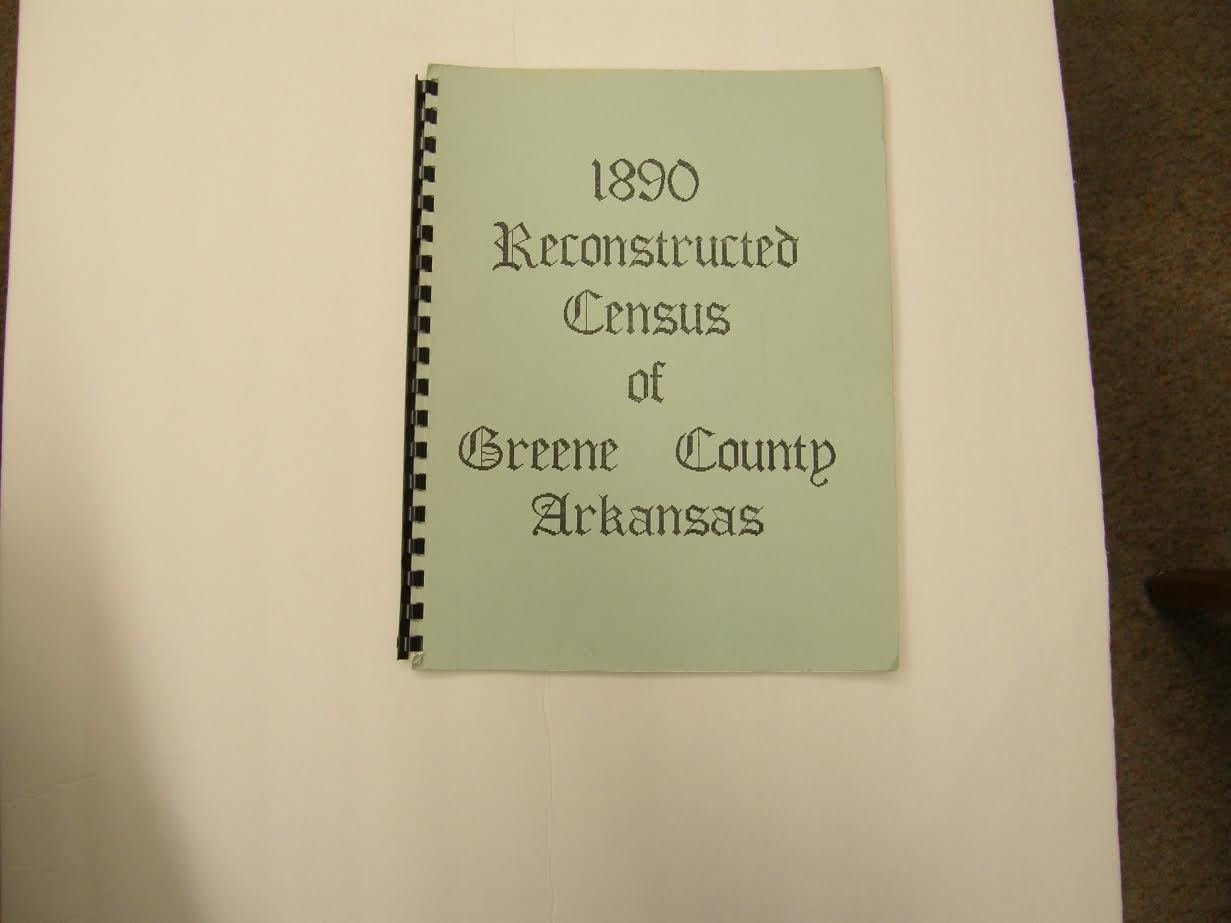 1890
Reconstructed
Census
of
Greene County
Arkansas